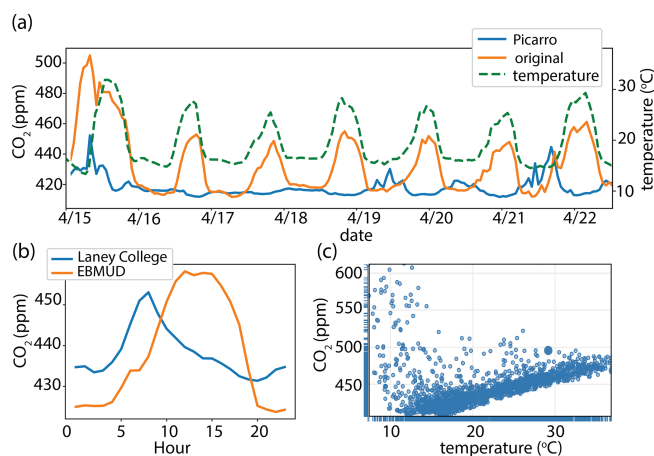 (a)
Picarro
original
temperature
500
480
460
440
420
CO2 (ppm)
30
20
10
temperature (°C)
4/15 4/16 4/17 4/18 4/19 4/20 4/21 4/22
date
(b)
Laney College
EBMUD
450
440
430
CO2 (ppm)
0 5 10 15 20
Hour
(c)
600
550
500
450
CO2 (ppm)
10 20 30
temperature (°C)